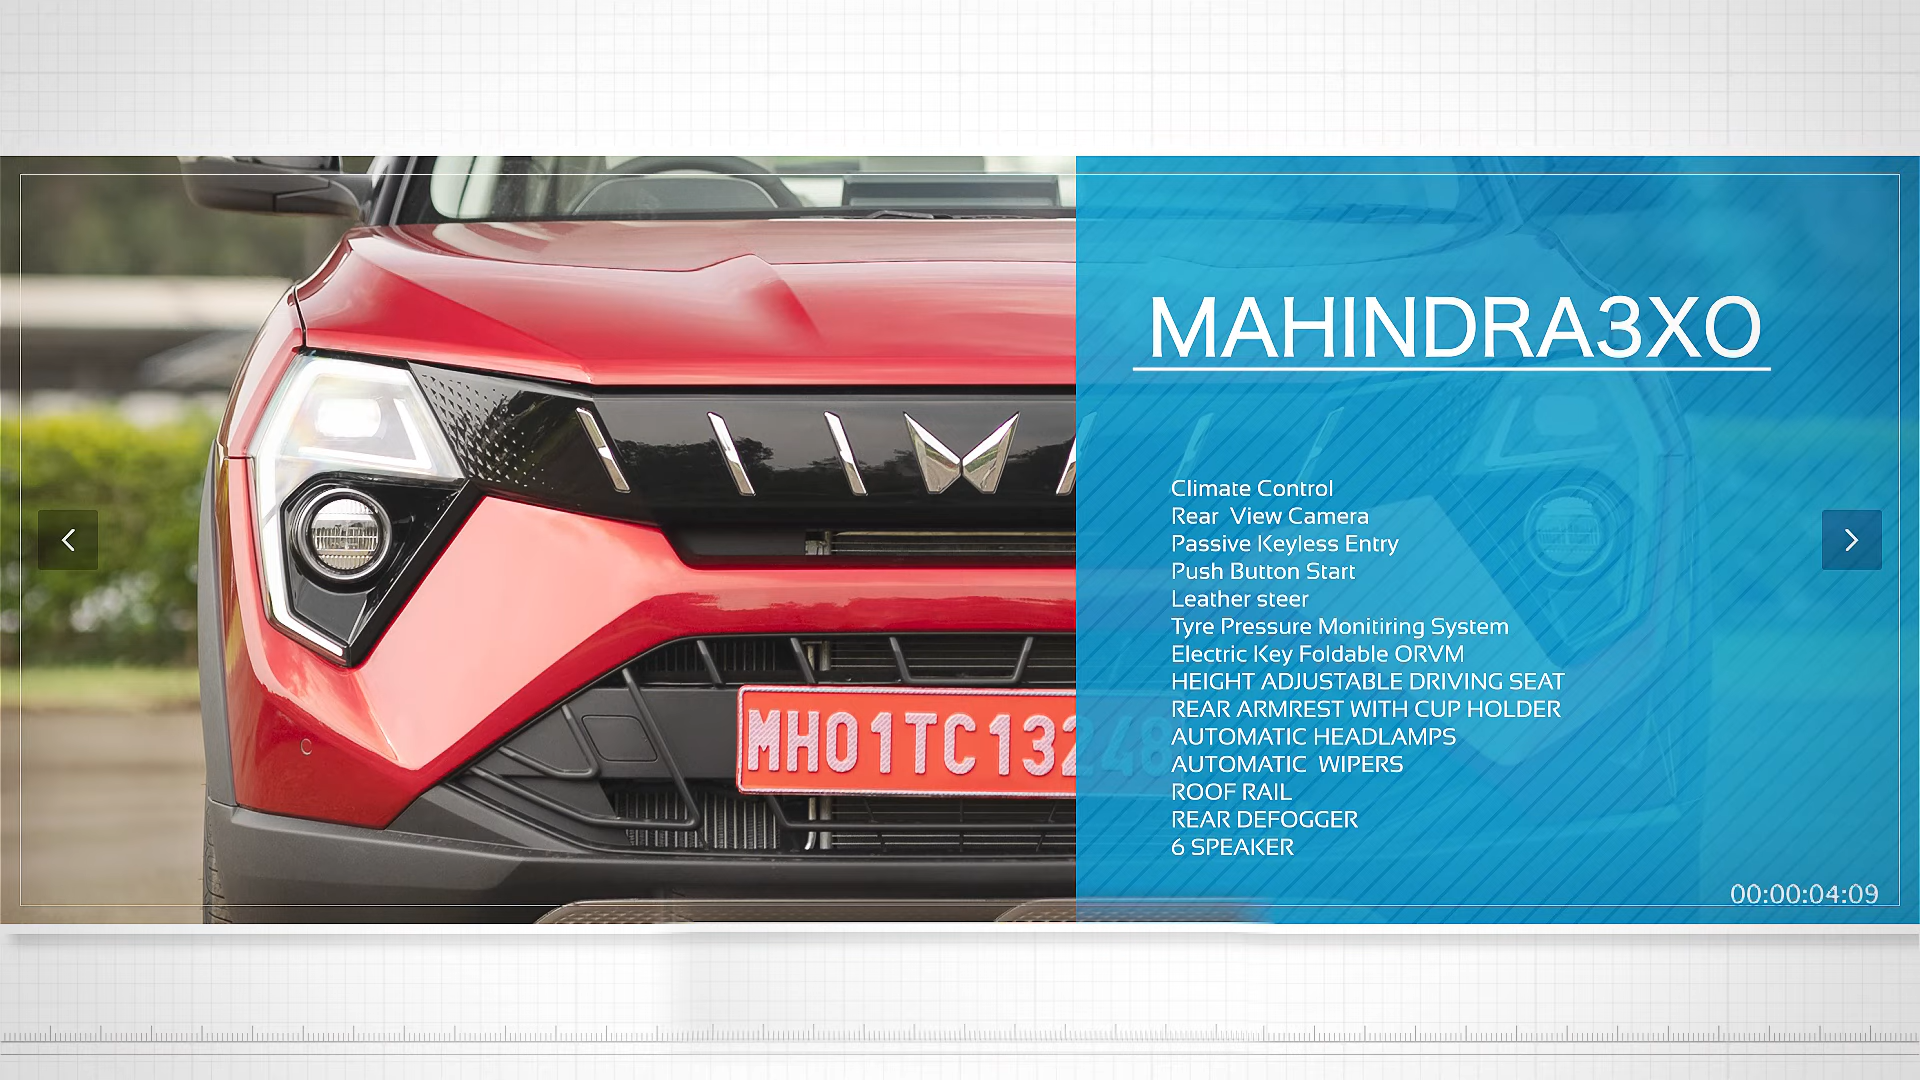 MAHINDRA3XO
Climate Control
Rear  View Camera
Passive Keyless Entry
Push Button Start
Leather steer
Tyre Pressure Monitiring System
Electric Key Foldable ORVM
HEIGHT ADJUSTABLE DRIVING SEAT
REAR ARMREST WITH CUP HOLDER
AUTOMATIC HEADLAMPS
AUTOMATIC  WIPERS
ROOF RAIL
REAR DEFOGGER
6 SPEAKER
MH01TC13248
00:00:04:09